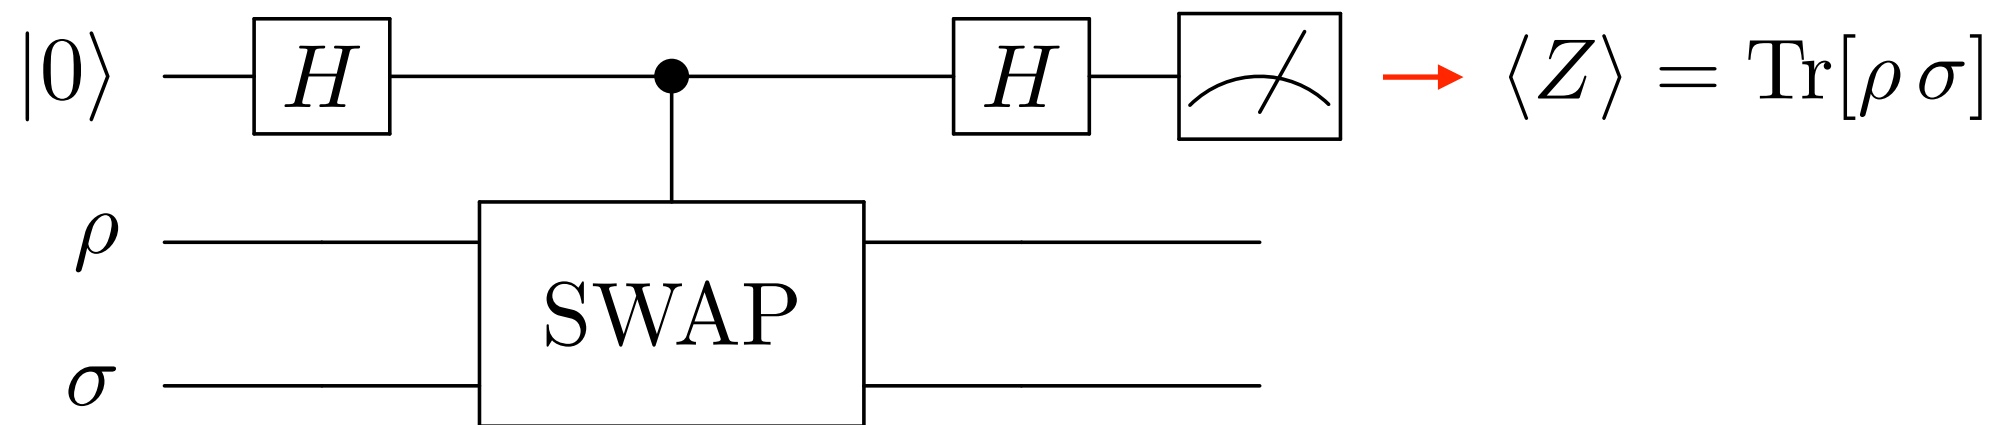 |0⟩ H H ⟨Z⟩ = Tr[ρ σ]
ρ
SWAP
σ